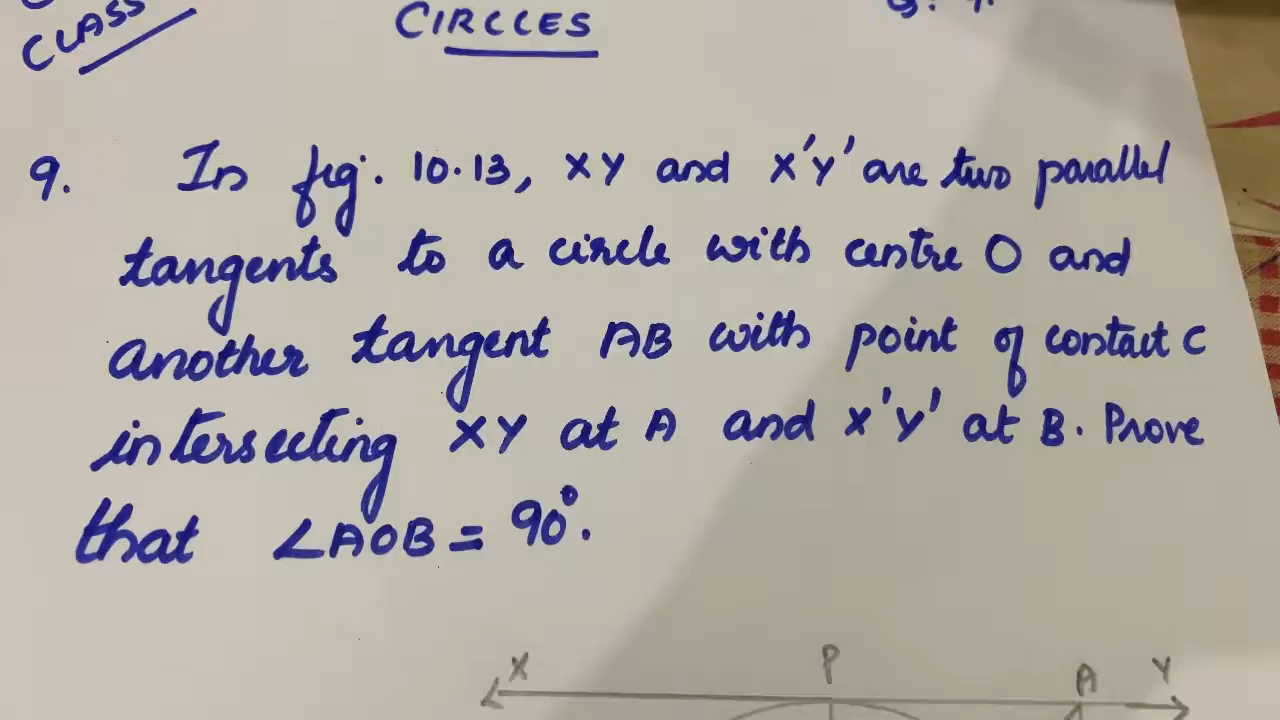 CLASS
CIRCLES
9. In fig. 10.13, XY and X'Y' are two parallel
tangents to a circle with centre O and
another tangent AB with point of contact C
intersecting XY at A and X'Y' at B. Prove
that ∠AOB = 90°.
X P A Y